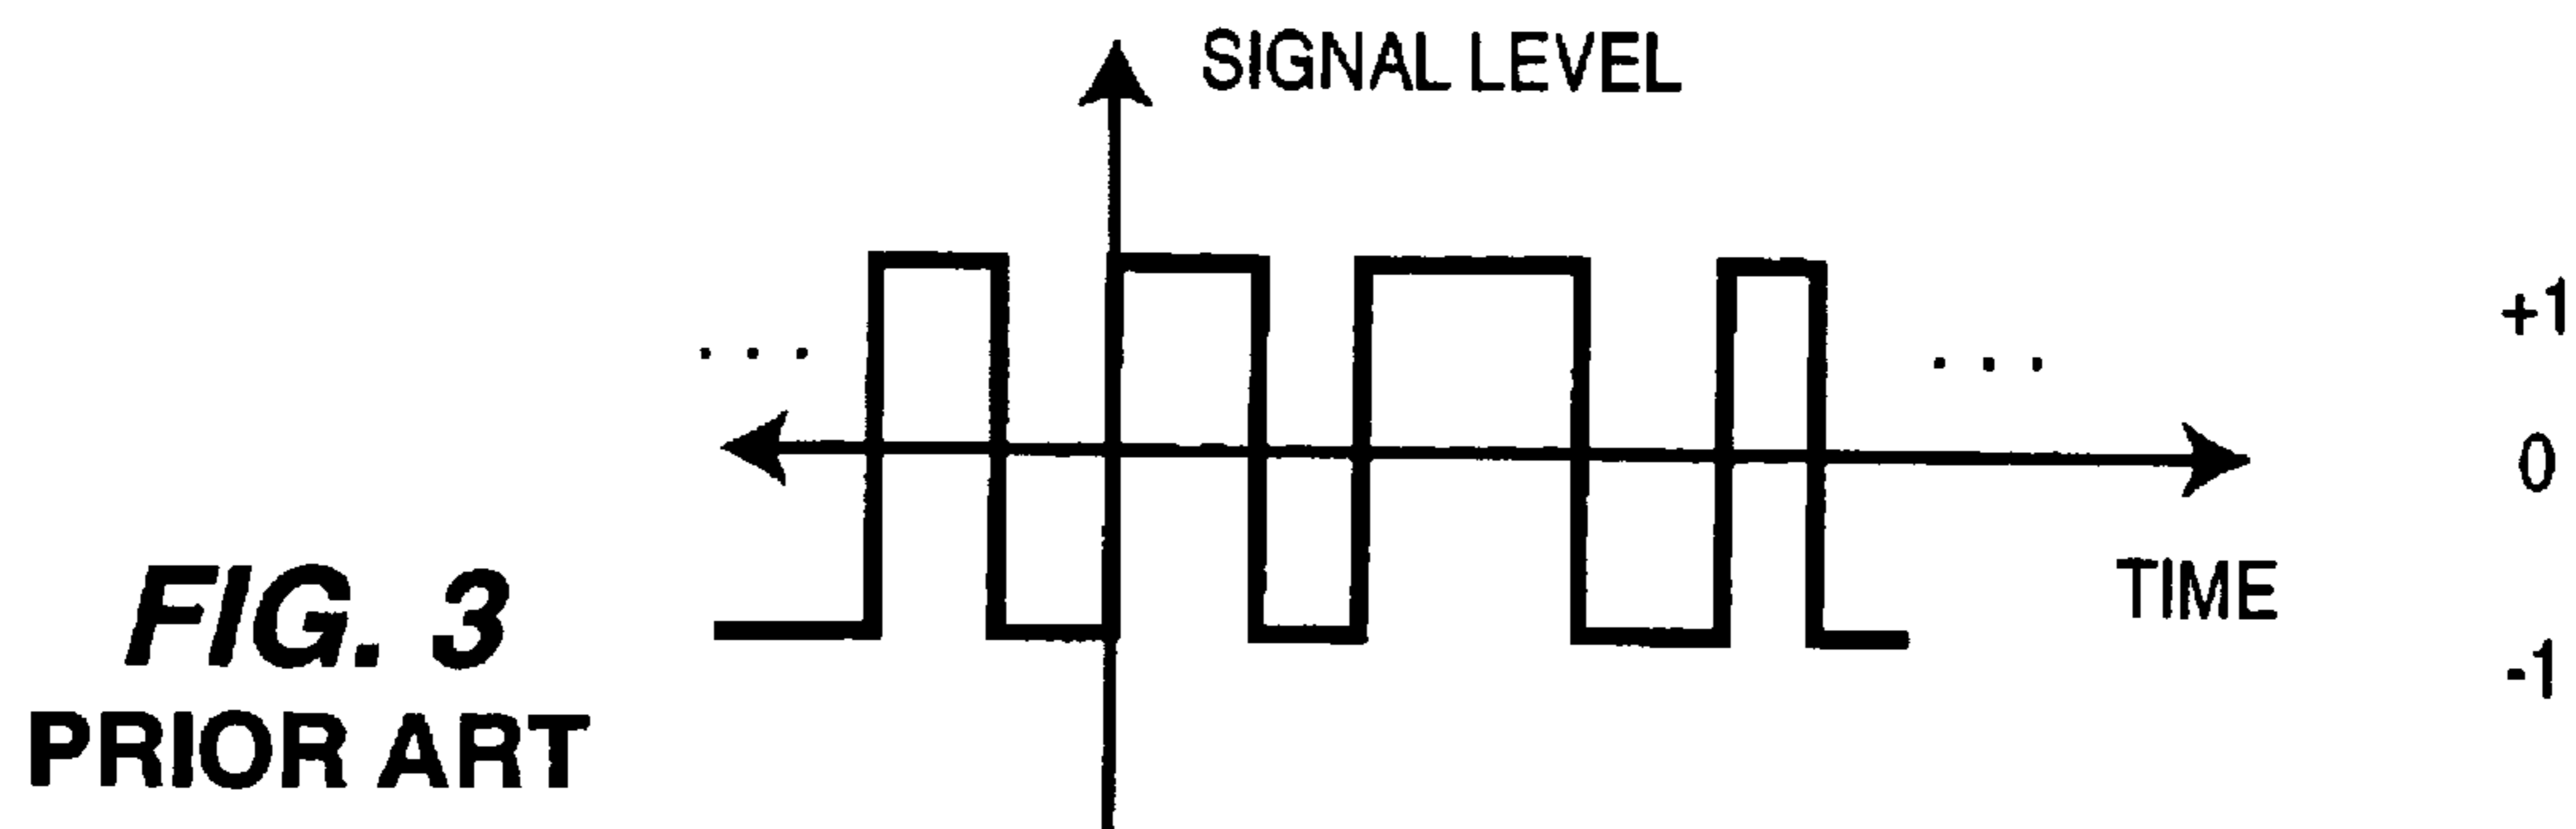 SIGNAL LEVEL
. . .
. . .
+1
0
TIME
-1
FIG. 3
PRIOR ART